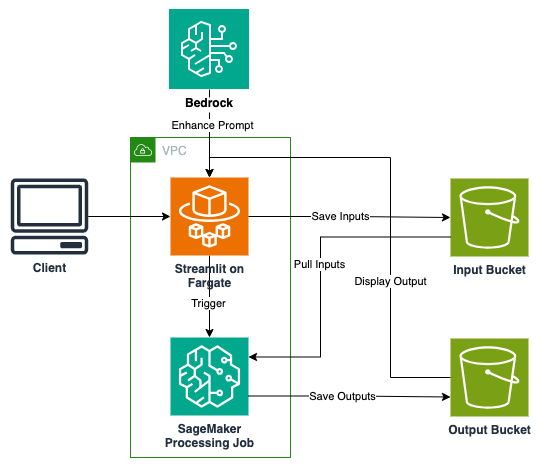 Bedrock
Enhance Prompt
VPC
Client
Streamlit on
Fargate
Save Inputs
Input Bucket
Pull Inputs
Display Output
Trigger
SageMaker
Processing Job
Save Outputs
Output Bucket